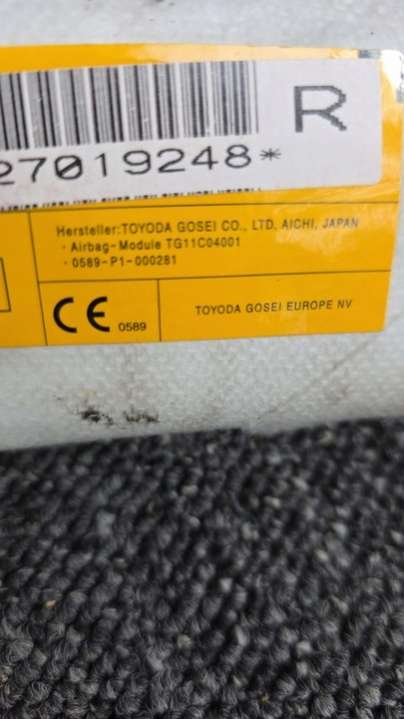 R
27019248*
Hersteller:TOYODA GOSEI CO., LTD, AICHI, JAPAN
· Airbag-Module TG11C04001
· 0589-P1-000281
CE 0589
TOYODA GOSEI EUROPE NV